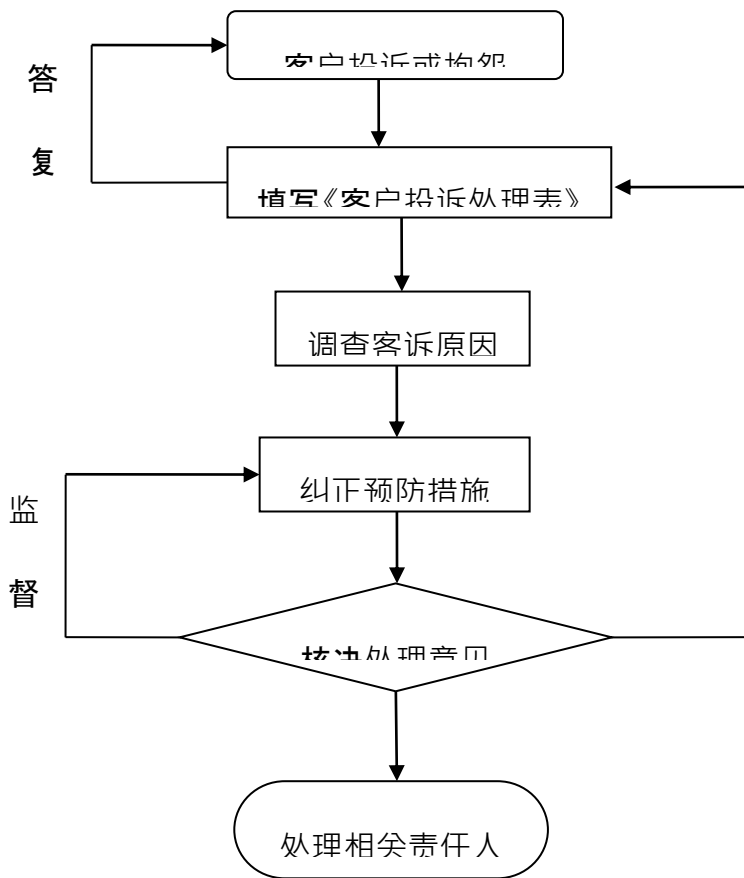 客户投诉或抱怨
答
复
填写《客户投诉处理表》
调查客诉原因
纠正预防措施
监
督
核决处理意见
处理相关责任人